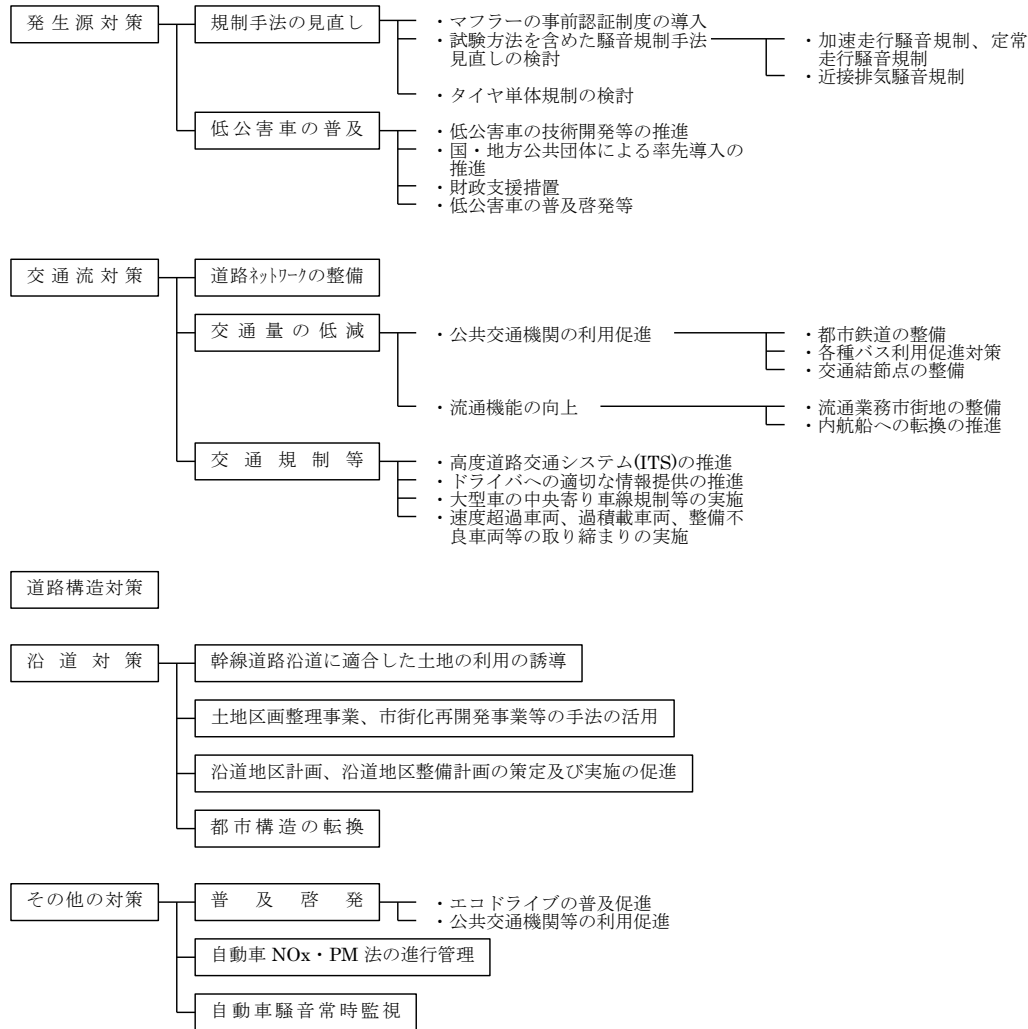 発生源対策
規制手法の見直し
・マフラーの事前認証制度の導入
・試験方法を含めた騒音規制手法
見直しの検討
・加速走行騒音規制、定常
走行騒音規制
・近接排気騒音規制
・タイヤ単体規制の検討
低公害車の普及
・低公害車の技術開発等の推進
・国・地方公共団体による率先導入の
推進
・財政支援措置
・低公害車の普及啓発等
交通流対策
道路ネットワークの整備
交通量の低減
・公共交通機関の利用促進
・都市鉄道の整備
・各種バス利用促進対策
・交通結節点の整備
・流通機能の向上
・流通業務市街地の整備
・内航船への転換の推進
交通規制等
・高度道路交通システム(ITS)の推進
・ドライバへの適切な情報提供の推進
・大型車の中央寄り車線規制等の実施
・速度超過車両、過積載車両、整備不
良車両等の取り締まりの実施
道路構造対策
沿道対策
幹線道路沿道に適合した土地の利用の誘導
土地区画整理事業、市街化再開発事業等の手法の活用
沿道地区計画、沿道地区整備計画の策定及び実施の促進
都市構造の転換
その他の対策
普及啓発
・エコドライブの普及促進
・公共交通機関等の利用促進
自動車 NOx・PM 法の進行管理
自動車騒音常時監視